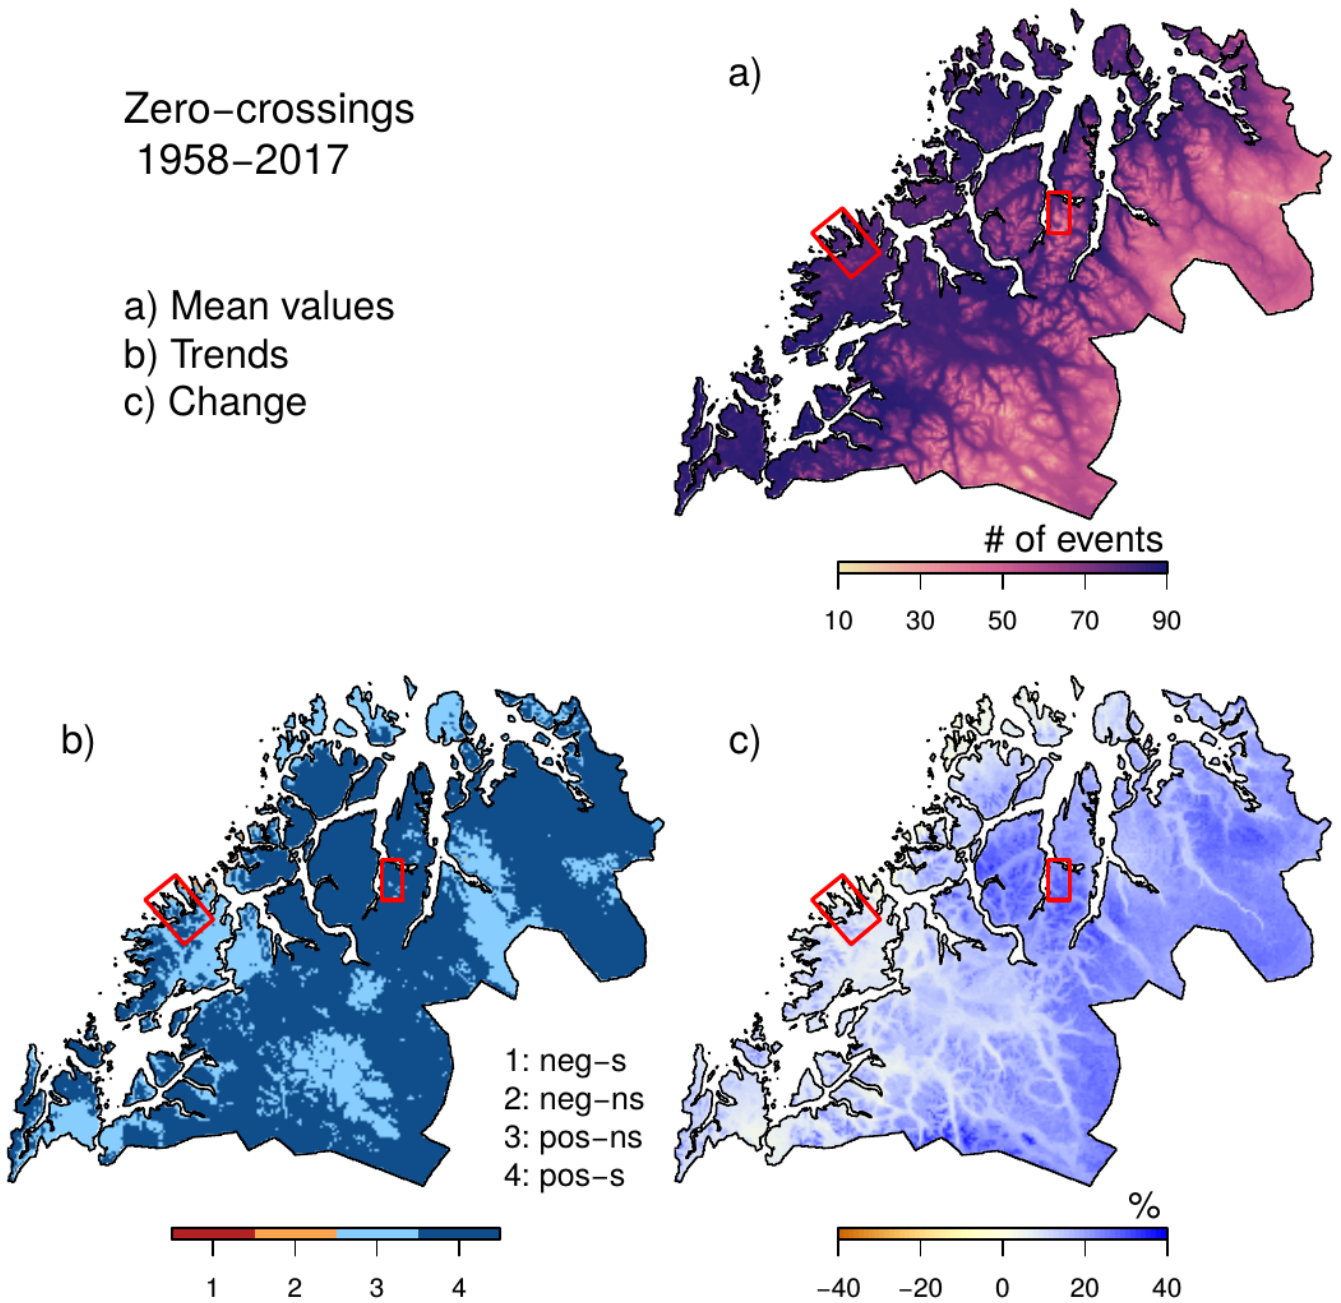 Zero−crossings
1958−2017
a) Mean values
b) Trends
c) Change
a)
# of events
10 30 50 70 90
b)
1: neg−s
2: neg−ns
3: pos−ns
4: pos−s
1 2 3 4
c)
%
−40 −20 0 20 40